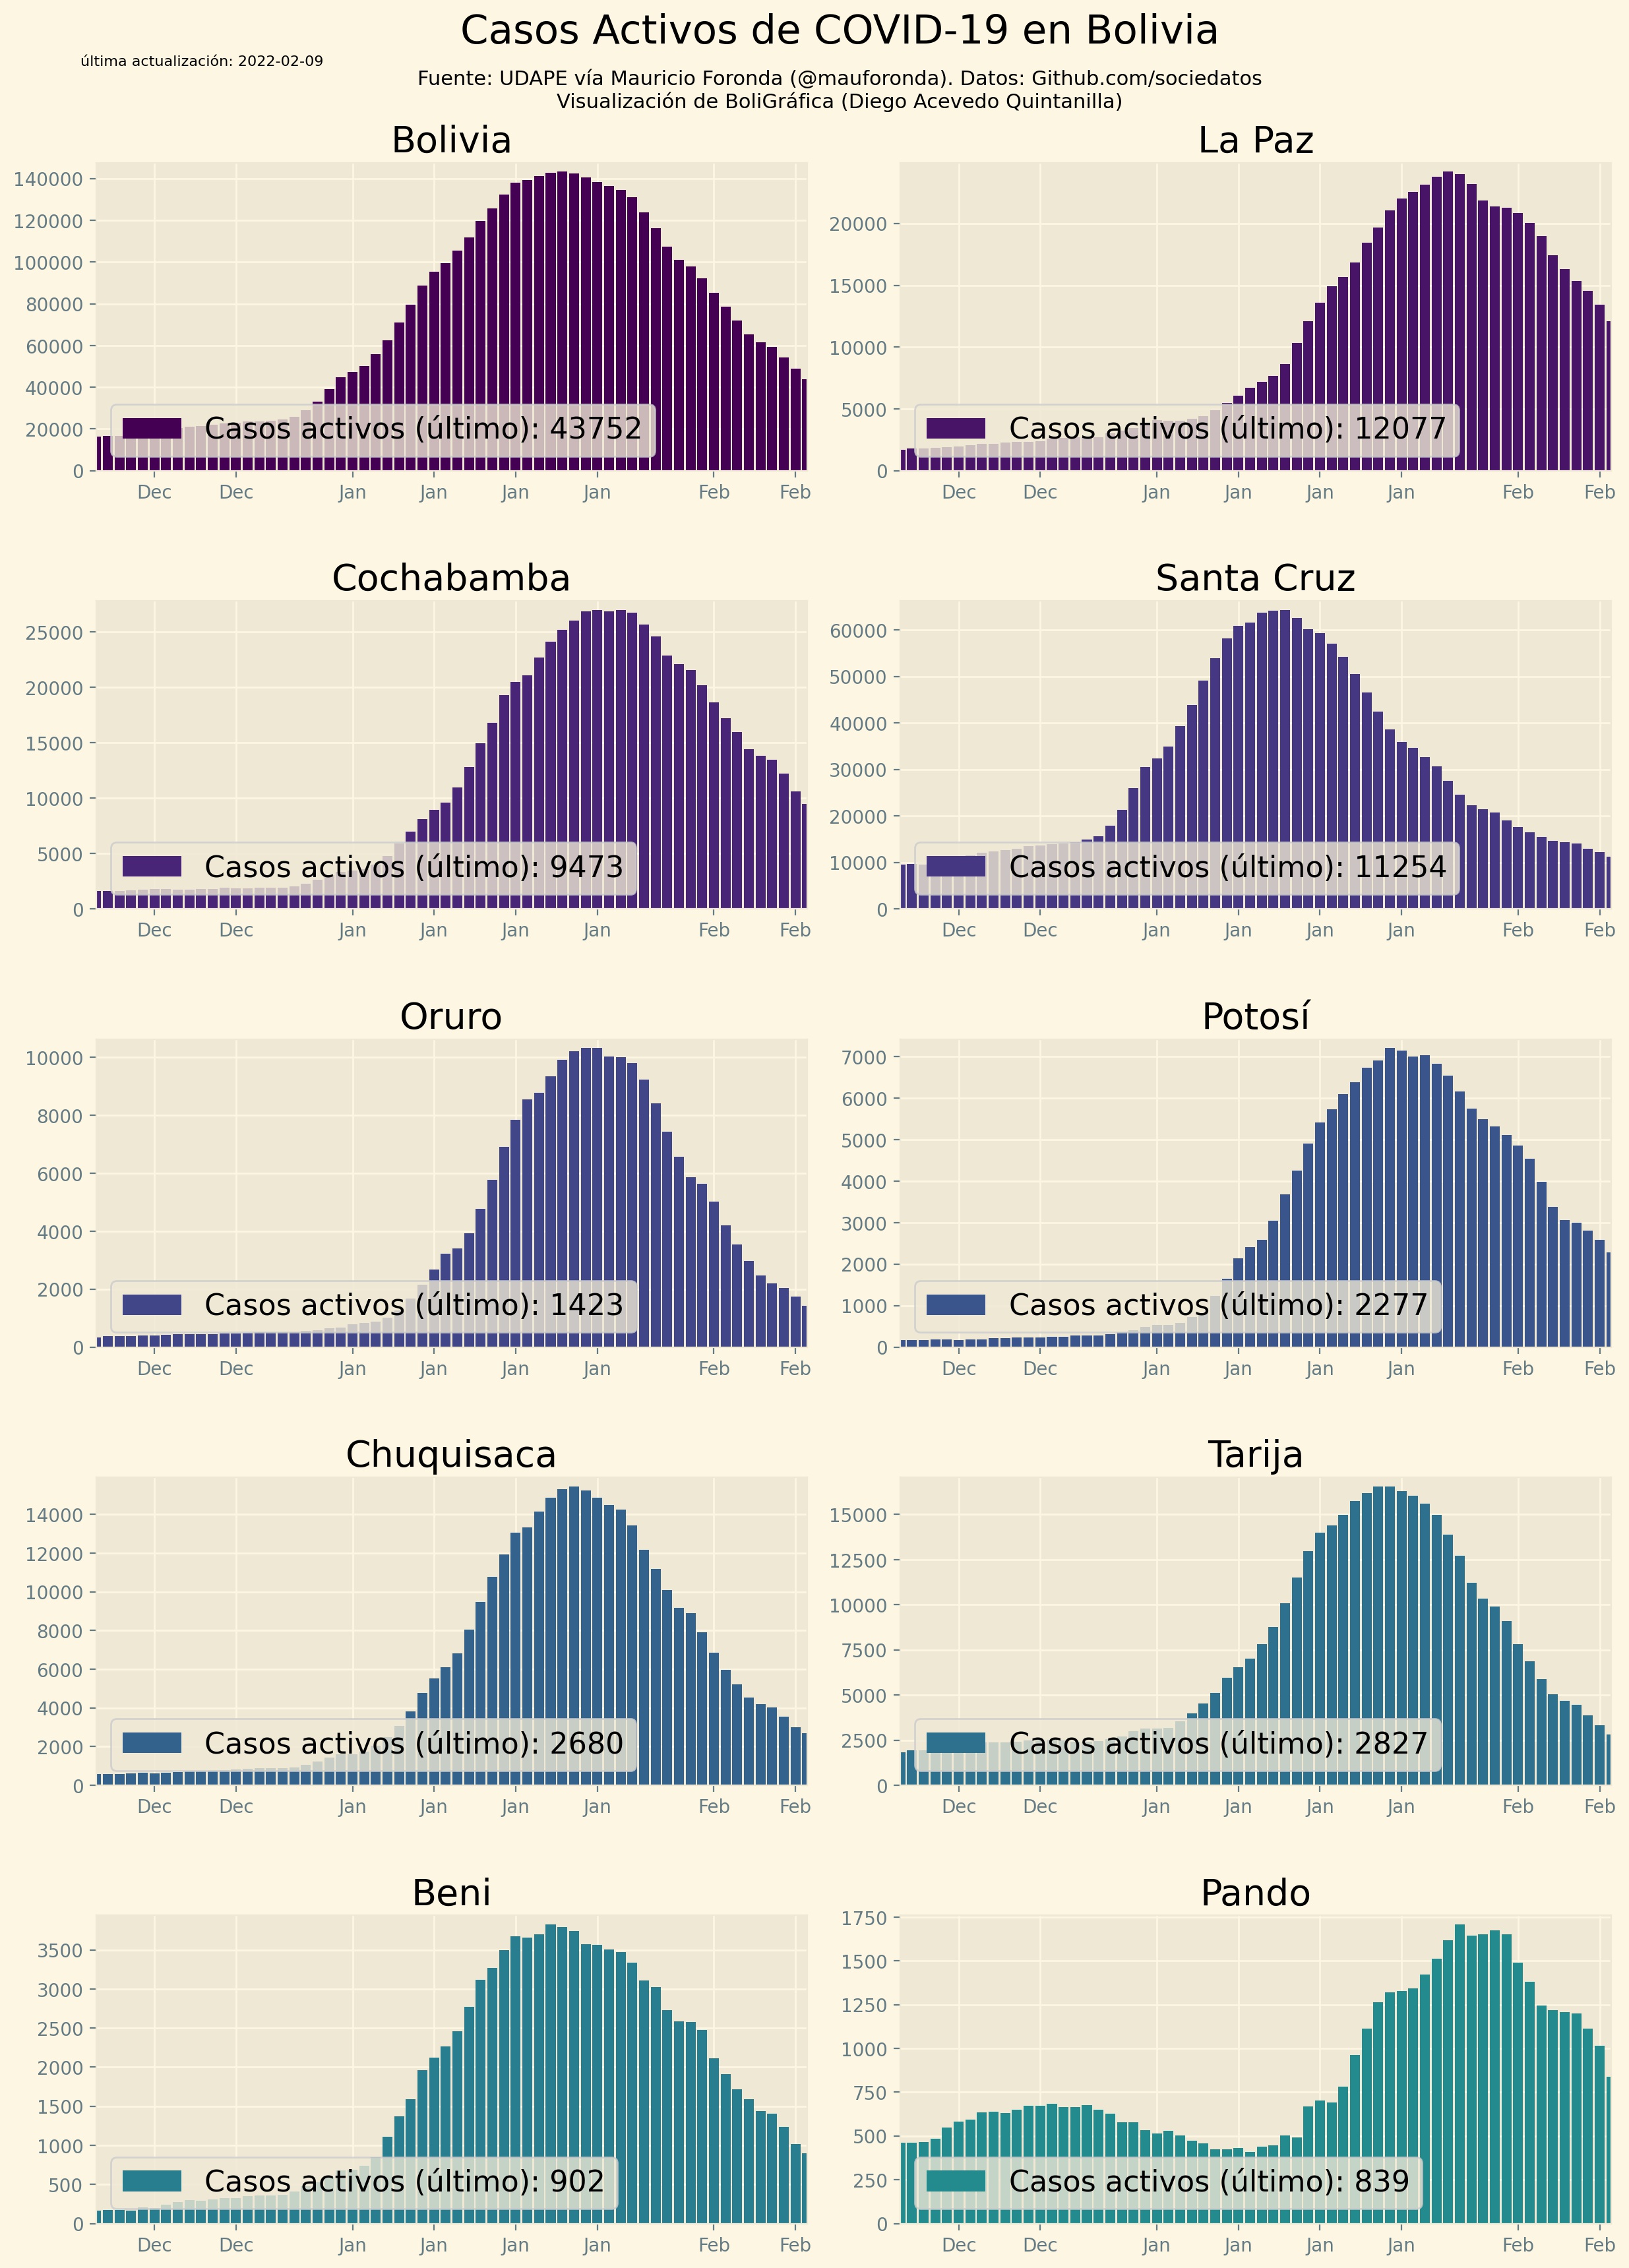 Casos Activos de COVID-19 en Bolivia
última actualización: 2022-02-09
Fuente: UDAPE vía Mauricio Foronda (@mauforonda). Datos: Github.com/sociedatos
Visualización de BoliGráfica (Diego Acevedo Quintanilla)
Bolivia
140000
120000
100000
80000
60000
40000
20000
0
Casos activos (último): 43752
Dec Dec Jan Jan Jan Jan Feb Feb
La Paz
20000
15000
10000
5000
0
Casos activos (último): 12077
Dec Dec Jan Jan Jan Jan Feb Feb
Cochabamba
25000
20000
15000
10000
5000
0
Casos activos (último): 9473
Dec Dec Jan Jan Jan Jan Feb Feb
Santa Cruz
60000
50000
40000
30000
20000
10000
0
Casos activos (último): 11254
Dec Dec Jan Jan Jan Jan Feb Feb
Oruro
10000
8000
6000
4000
2000
0
Casos activos (último): 1423
Dec Dec Jan Jan Jan Jan Feb Feb
Potosí
7000
6000
5000
4000
3000
2000
1000
0
Casos activos (último): 2277
Dec Dec Jan Jan Jan Jan Feb Feb
Chuquisaca
14000
12000
10000
8000
6000
4000
2000
0
Casos activos (último): 2680
Dec Dec Jan Jan Jan Jan Feb Feb
Tarija
15000
12500
10000
7500
5000
2500
0
Casos activos (último): 2827
Dec Dec Jan Jan Jan Jan Feb Feb
Beni
3500
3000
2500
2000
1500
1000
500
0
Casos activos (último): 902
Dec Dec Jan Jan Jan Jan Feb Feb
Pando
1750
1500
1250
1000
750
500
250
0
Casos activos (último): 839
Dec Dec Jan Jan Jan Jan Feb Feb